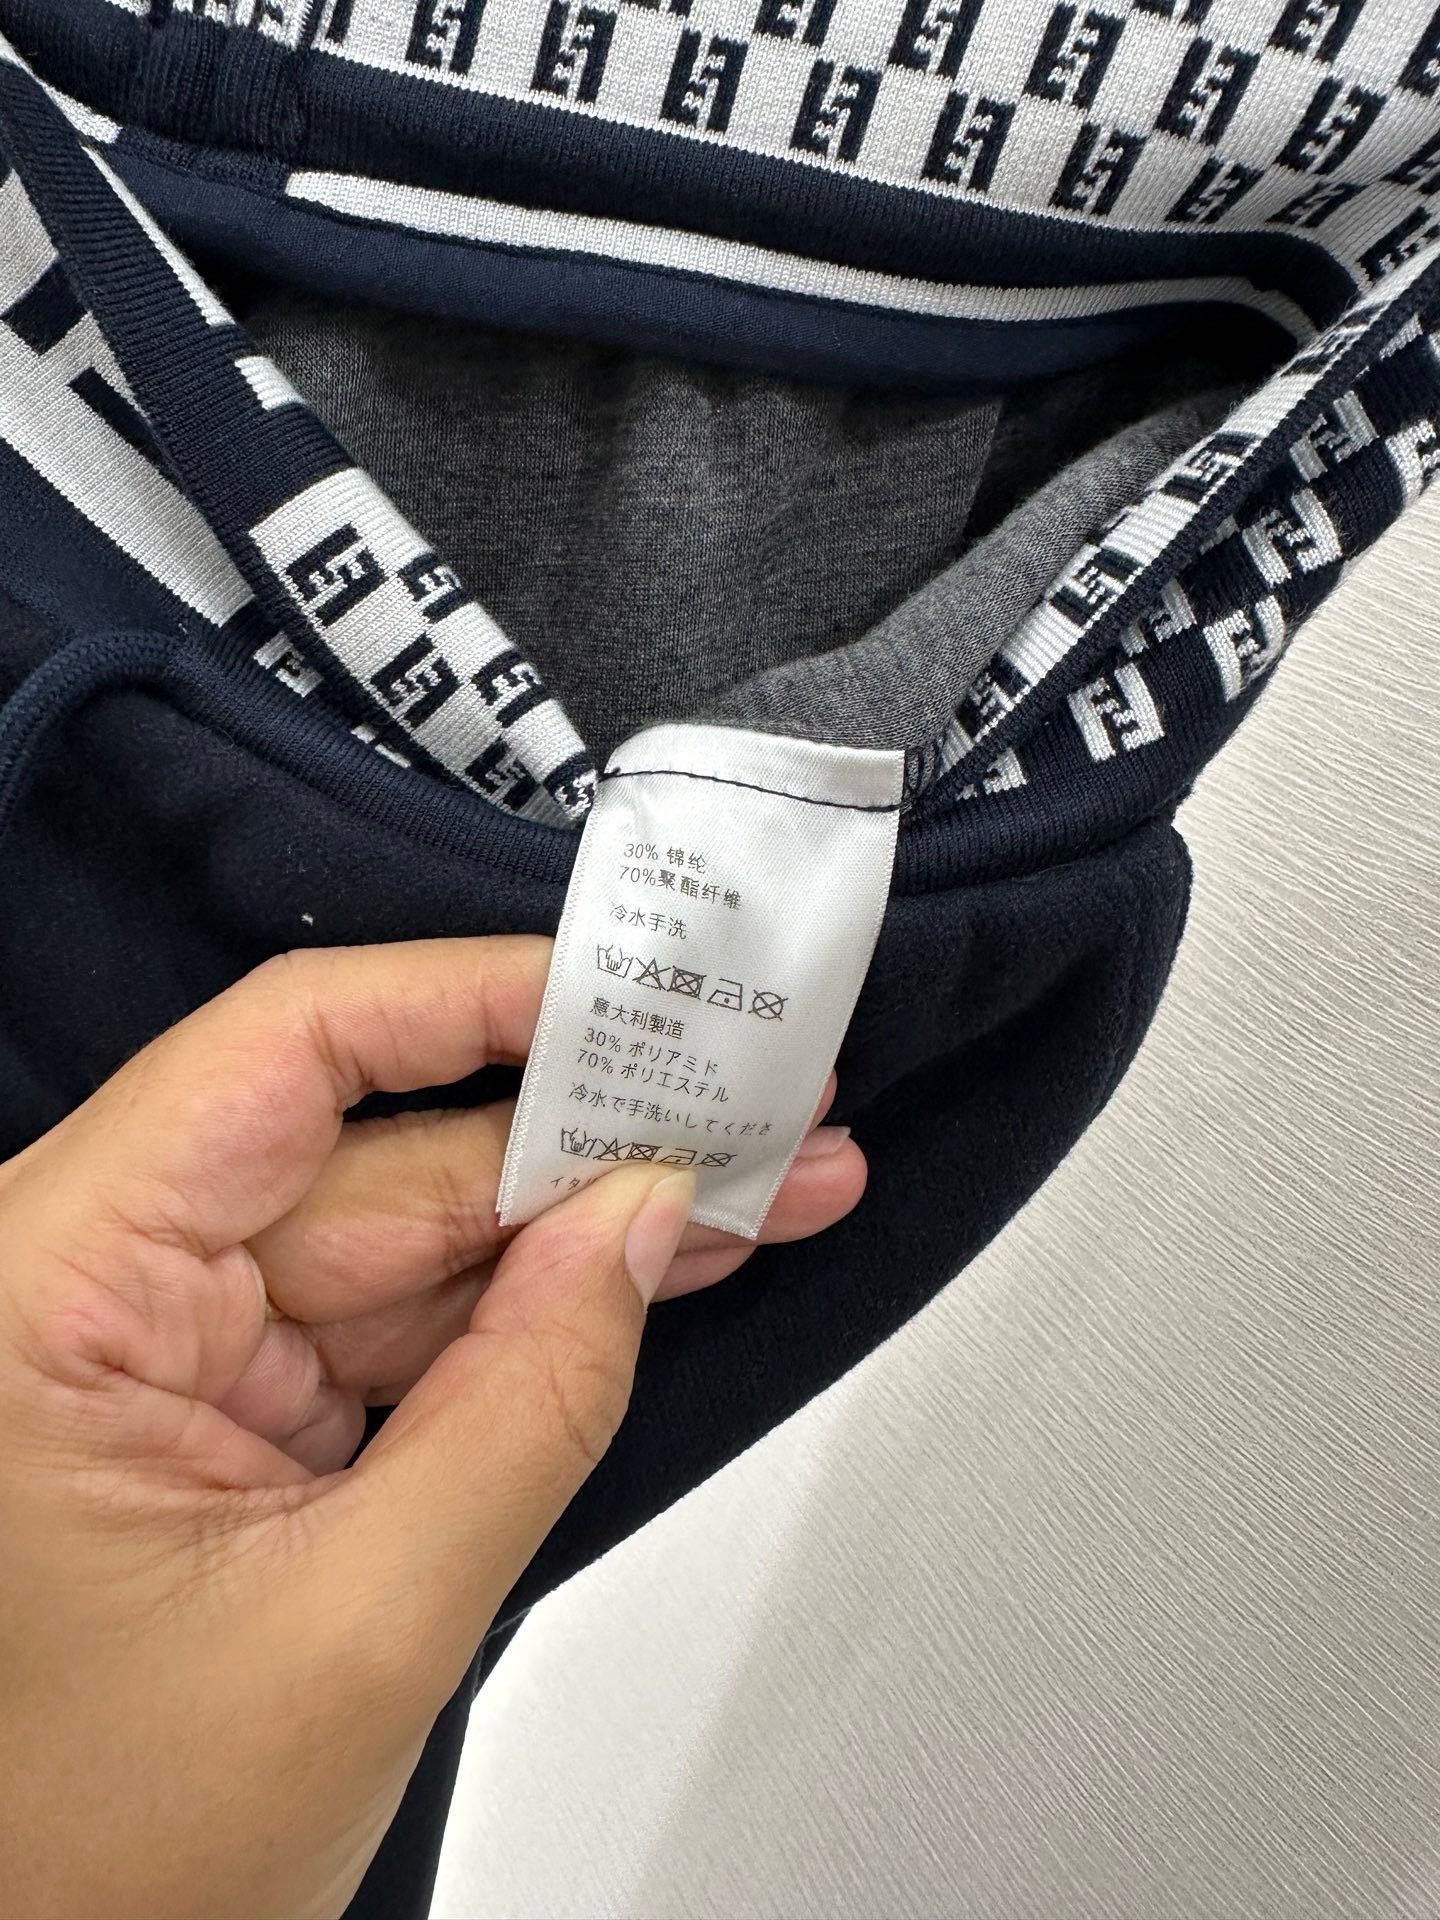 30% 锦纶
70%聚酯纤维
冷水手洗
意大利製造
30% ポリアミド
70% ポリエステル
冷水で手洗いしてくださ
イタ